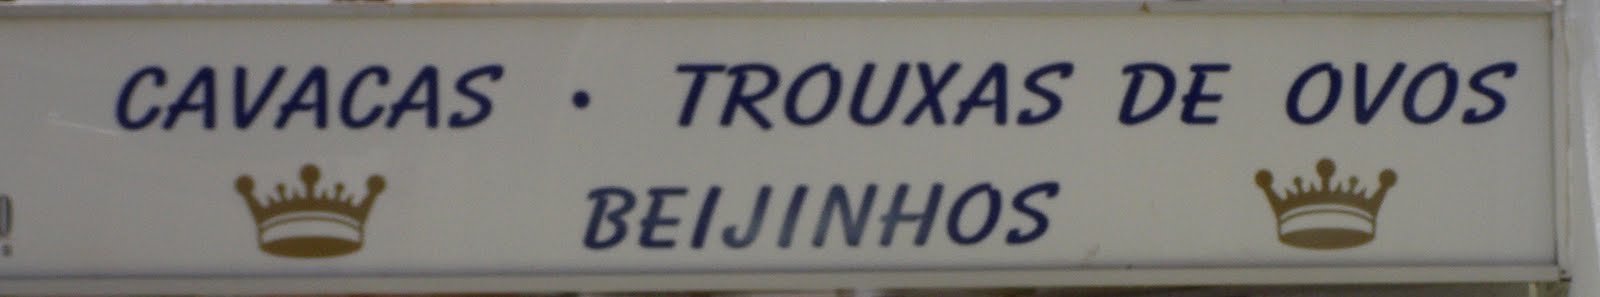 CAVACAS · TROUXAS DE OVOS
BEIJINHOS